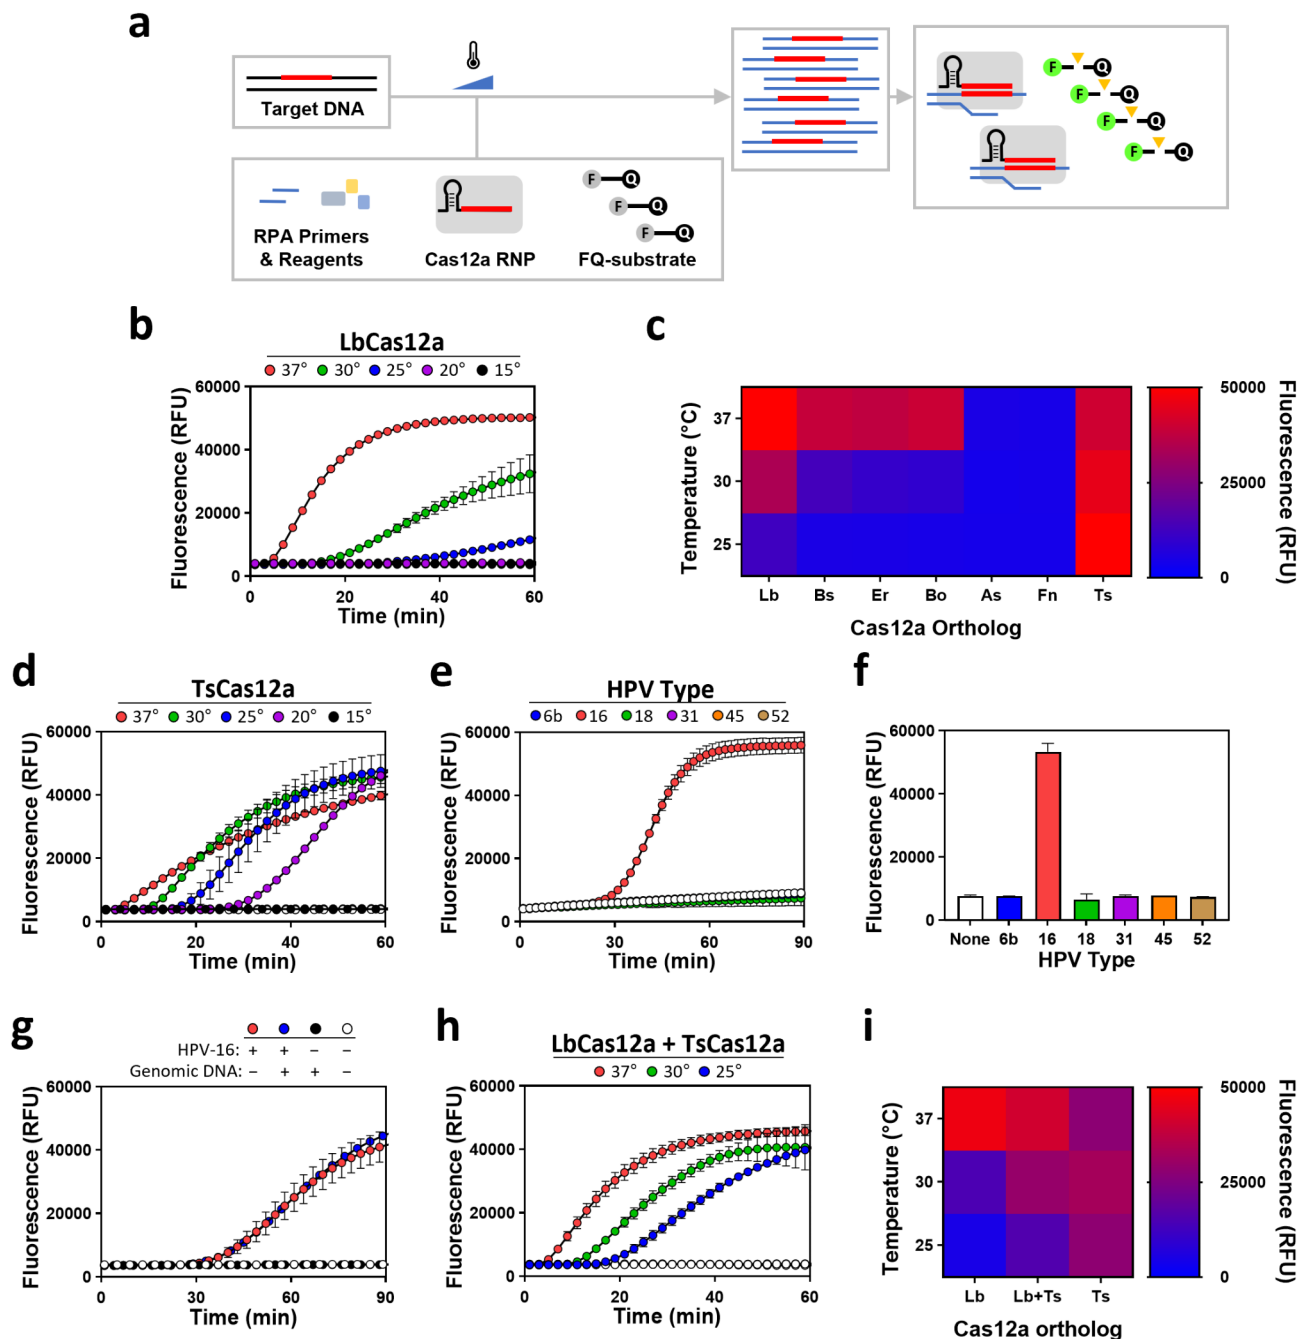 a
Target DNA
RPA Primers
& Reagents
Cas12a RNP
F Q
F Q
F Q
FQ-substrate
F Q
F Q
F Q
F Q
b
LbCas12a
37° 30° 25° 20° 15°
Fluorescence (RFU)
60000
40000
20000
0
0 20 40 60
Time (min)
c
Temperature (°C)
37
30
25
Lb Bs Er Bo As Fn Ts
Cas12a Ortholog
50000
25000
0
Fluorescence (RFU)
d
TsCas12a
37° 30° 25° 20° 15°
Fluorescence (RFU)
60000
40000
20000
0
0 20 40 60
Time (min)
e
HPV Type
6b 16 18 31 45 52
Fluorescence (RFU)
60000
40000
20000
0
0 30 60 90
Time (min)
f
Fluorescence (RFU)
60000
40000
20000
0
None 6b 16 18 31 45 52
HPV Type
g
HPV-16: + + − −
Genomic DNA: − + + −
Fluorescence (RFU)
60000
40000
20000
0
0 30 60 90
Time (min)
h
LbCas12a + TsCas12a
37° 30° 25°
Fluorescence (RFU)
60000
40000
20000
0
0 20 40 60
Time (min)
i
Temperature (°C)
37
30
25
Lb Lb+Ts Ts
Cas12a ortholog
50000
25000
0
Fluorescence (RFU)